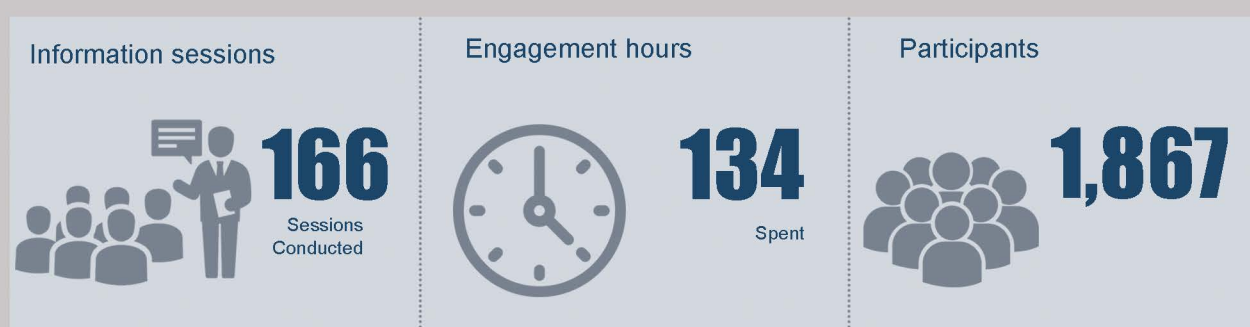 Information sessions
166
Sessions
Conducted
Engagement hours
134
Spent
Participants
1,867